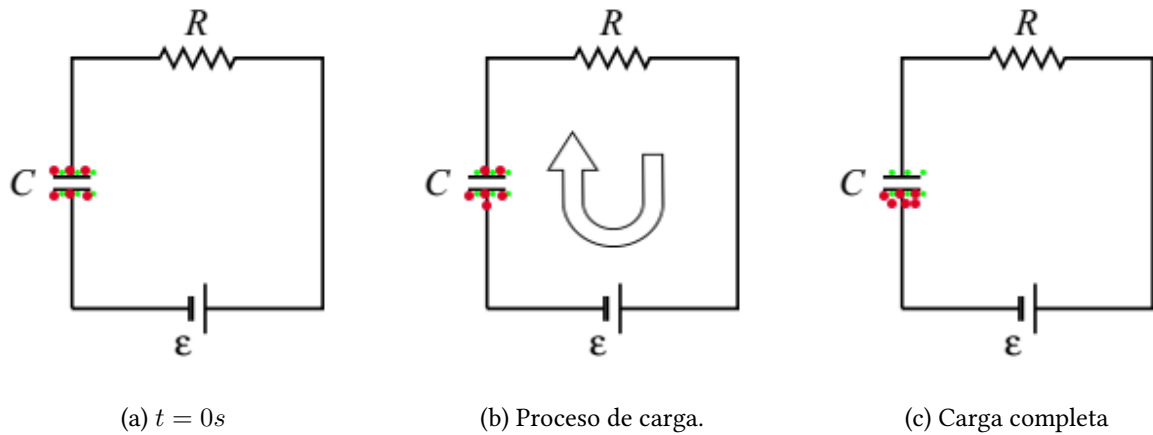 R
R
R
C
C
C
ε
ε
ε
(a) t = 0s
(b) Proceso de carga.
(c) Carga completa